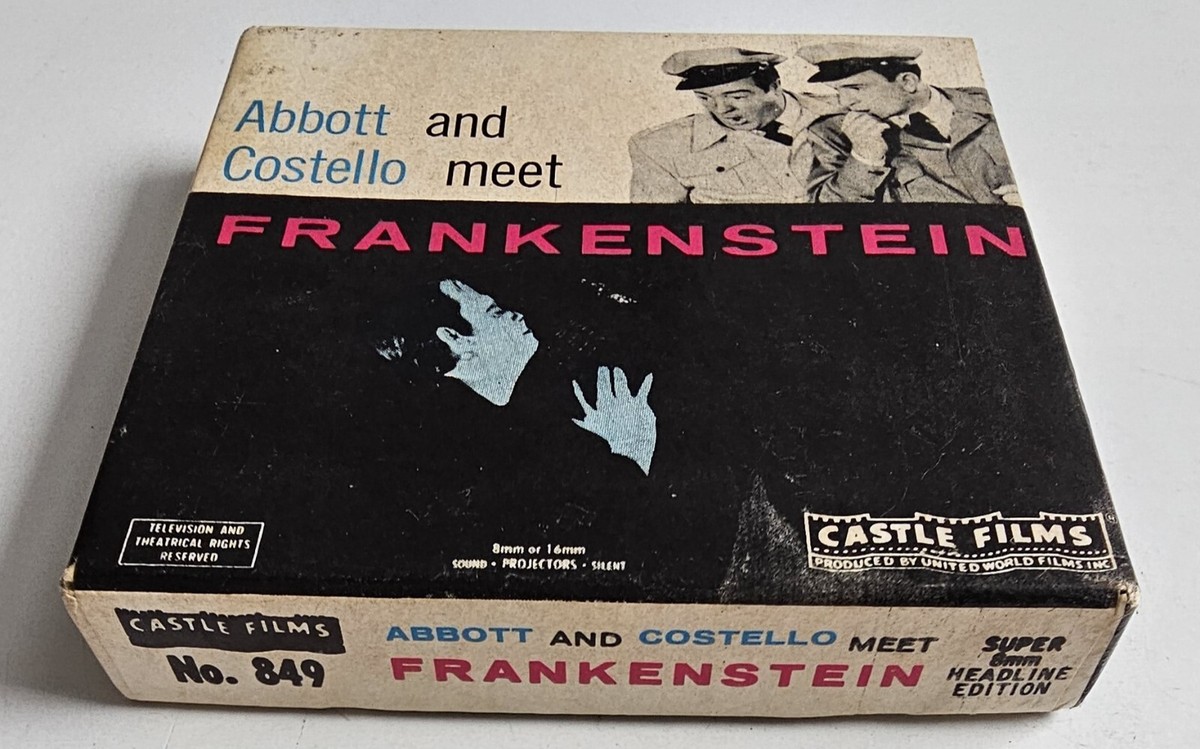 Abbott and
Costello meet
FRANKENSTEIN
TELEVISION AND
THEATRICAL RIGHTS
RESERVED
8mm or 16mm
SOUND • PROJECTORS • SILENT
CASTLE FILMS
PRODUCED BY UNITED WORLD FILMS INC
CASTLE FILMS
No. 849
ABBOTT AND COSTELLO MEET
FRANKENSTEIN
SUPER
8mm
HEADLINE
EDITION